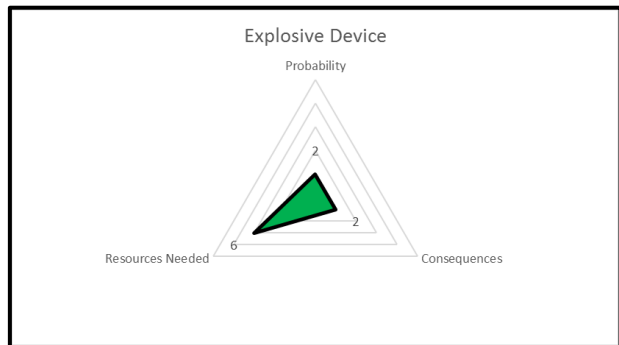 Explosive Device
Probability
2
2
6
Resources Needed
Consequences